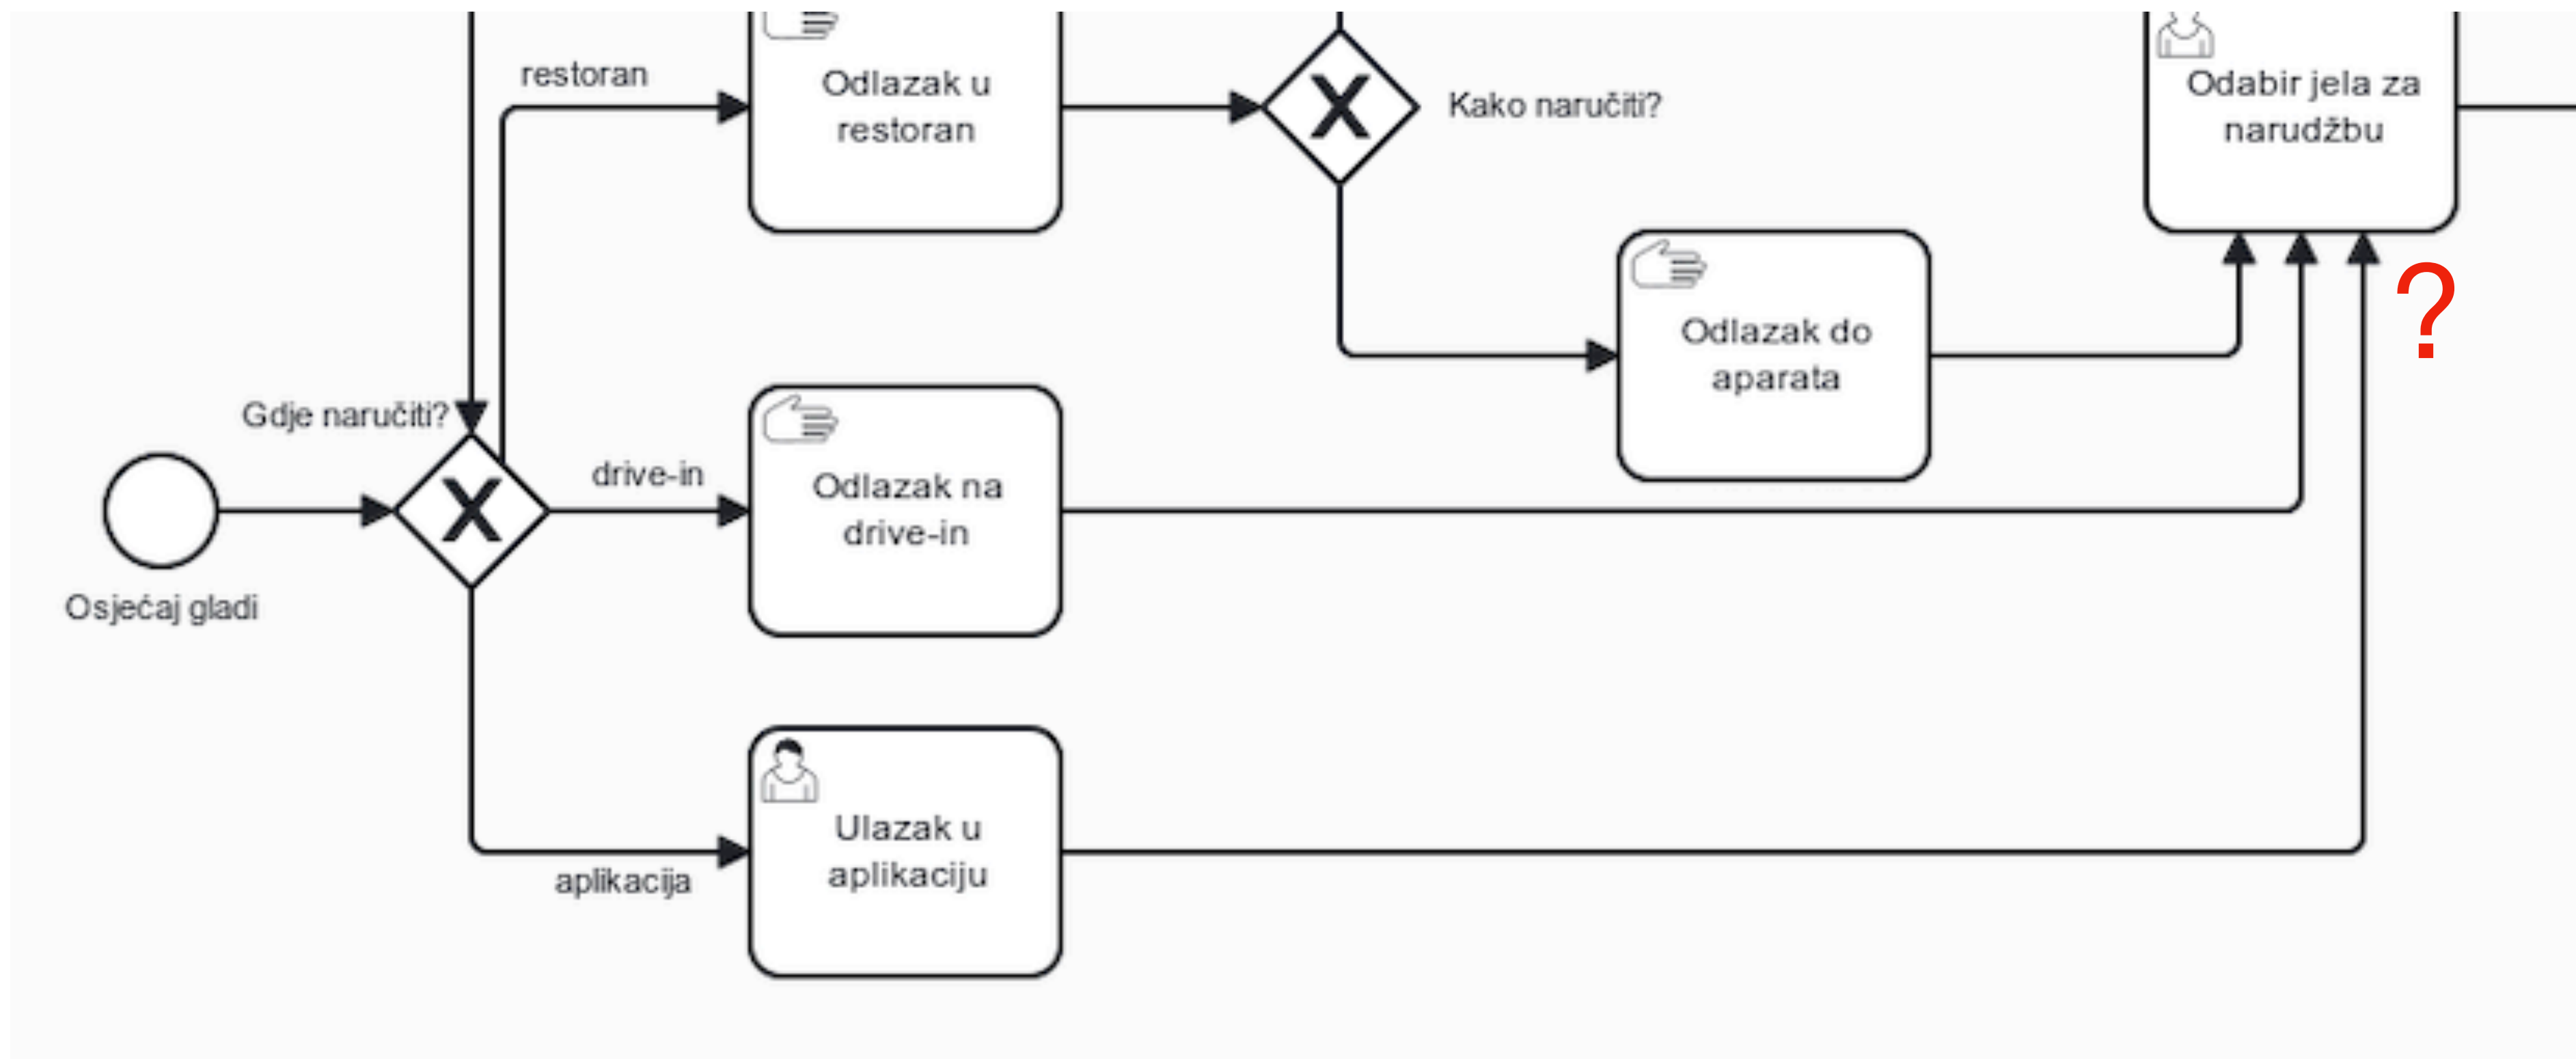 restoran
Odlazak u
restoran
Kako naručiti?
Odabir jela za
narudžbu
Odlazak do
aparata
?
Gdje naručiti?
drive-in
Odlazak na
drive-in
Osjećaj gladi
aplikacija
Ulazak u
aplikaciju